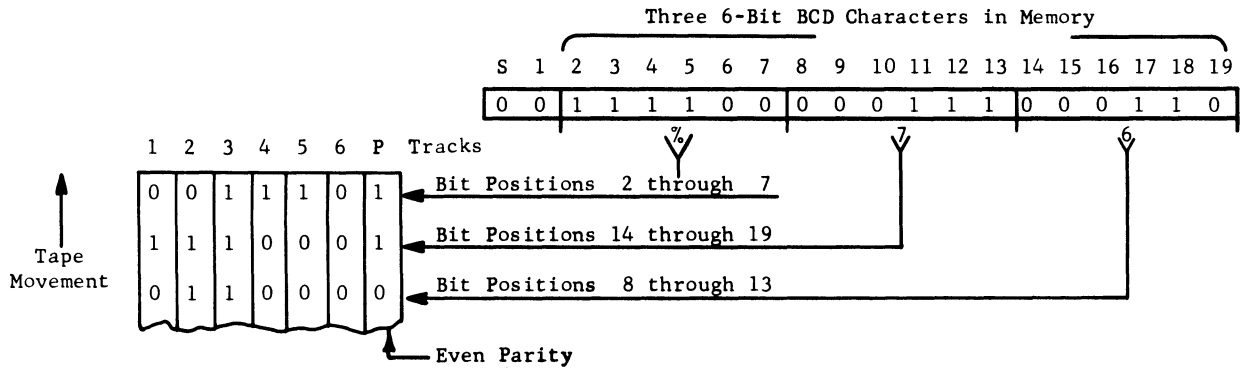 Three 6-Bit BCD Characters in Memory
S 1 2 3 4 5 6 7 8 9 10 11 12 13 14 15 16 17 18 19
0 0 1 1 1 1 0 0 0 0 0 1 1 1 0 0 0 1 1 0
% 7 6
1 2 3 4 5 6 P Tracks
0 0 1 1 1 0 1 Bit Positions 2 through 7
1 1 1 0 0 0 1 Bit Positions 14 through 19
Tape
Movement
0 1 1 0 0 0 0 Bit Positions 8 through 13
Even Parity